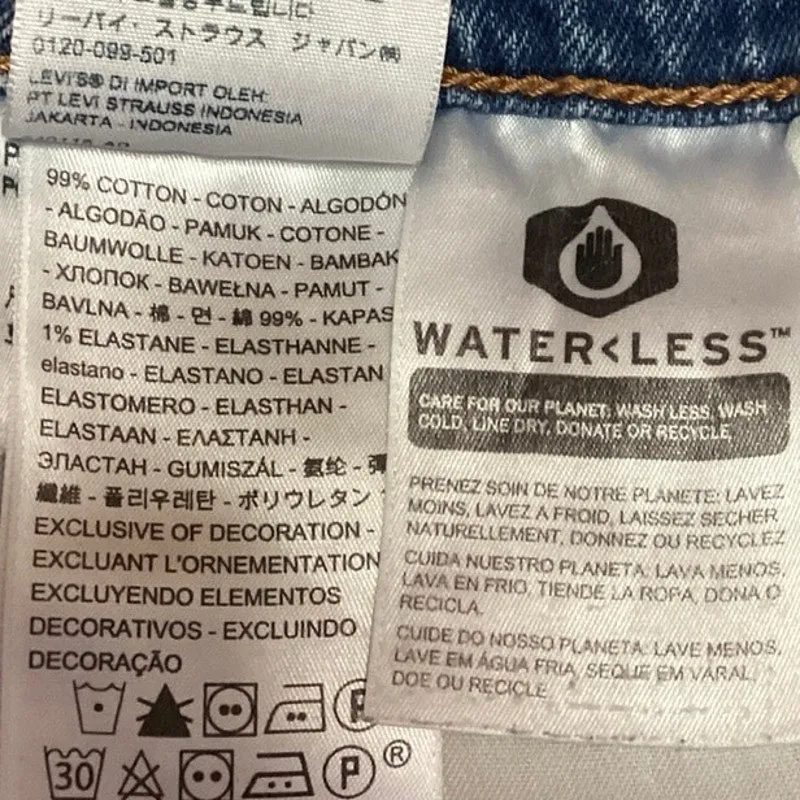 リーバイ・ストラウス ジャパン㈱
0120-099-501
LEVI'S® DI IMPORT OLEH:
PT LEVI STRAUSS INDONESIA
JAKARTA - INDONESIA
99% COTTON - COTON - ALGODÓN
- ALGODÃO - PAMUK - COTONE -
BAUMWOLLE - KATOEN - BAMBAK
- ХЛОПОК - BAWEŁNA - PAMUT -
BAVLNA - 棉 - 면 - 綿 99% - KAPAS
1% ELASTANE - ELASTHANNE -
elastano - ELASTANO - ELASTAN
ELASTOMERO - ELASTHAN -
ELASTAAN - ΕΛΑΣΤΑΝΗ -
ЭЛАСТАН - GUMISZÁL - 氨纶 - 弾
繊維 - 폴리우레탄 - ポリウレタン
EXCLUSIVE OF DECORATION -
EXCLUANT L'ORNEMENTATION
EXCLUYENDO ELEMENTOS
DECORATIVOS - EXCLUINDO
DECORAÇÃO
P
30 P ®
WATER<LESS™
CARE FOR OUR PLANET: WASH LESS, WASH
COLD, LINE DRY, DONATE OR RECYCLE.
PRENEZ SOIN DE NOTRE PLANETE: LAVEZ
MOINS, LAVEZ A FROID, LAISSEZ SECHER
NATURELLEMENT, DONNEZ OU RECYCLEZ
CUIDA NUESTRO PLANETA: LAVA MENOS,
LAVA EN FRIO, TIENDE LA ROPA, DONA O
RECICLA.
CUIDE DO NOSSO PLANETA: LAVE MENOS,
LAVE EM ÁGUA FRIA, SEQUE EM VARAL,
DOE OU RECICLE.